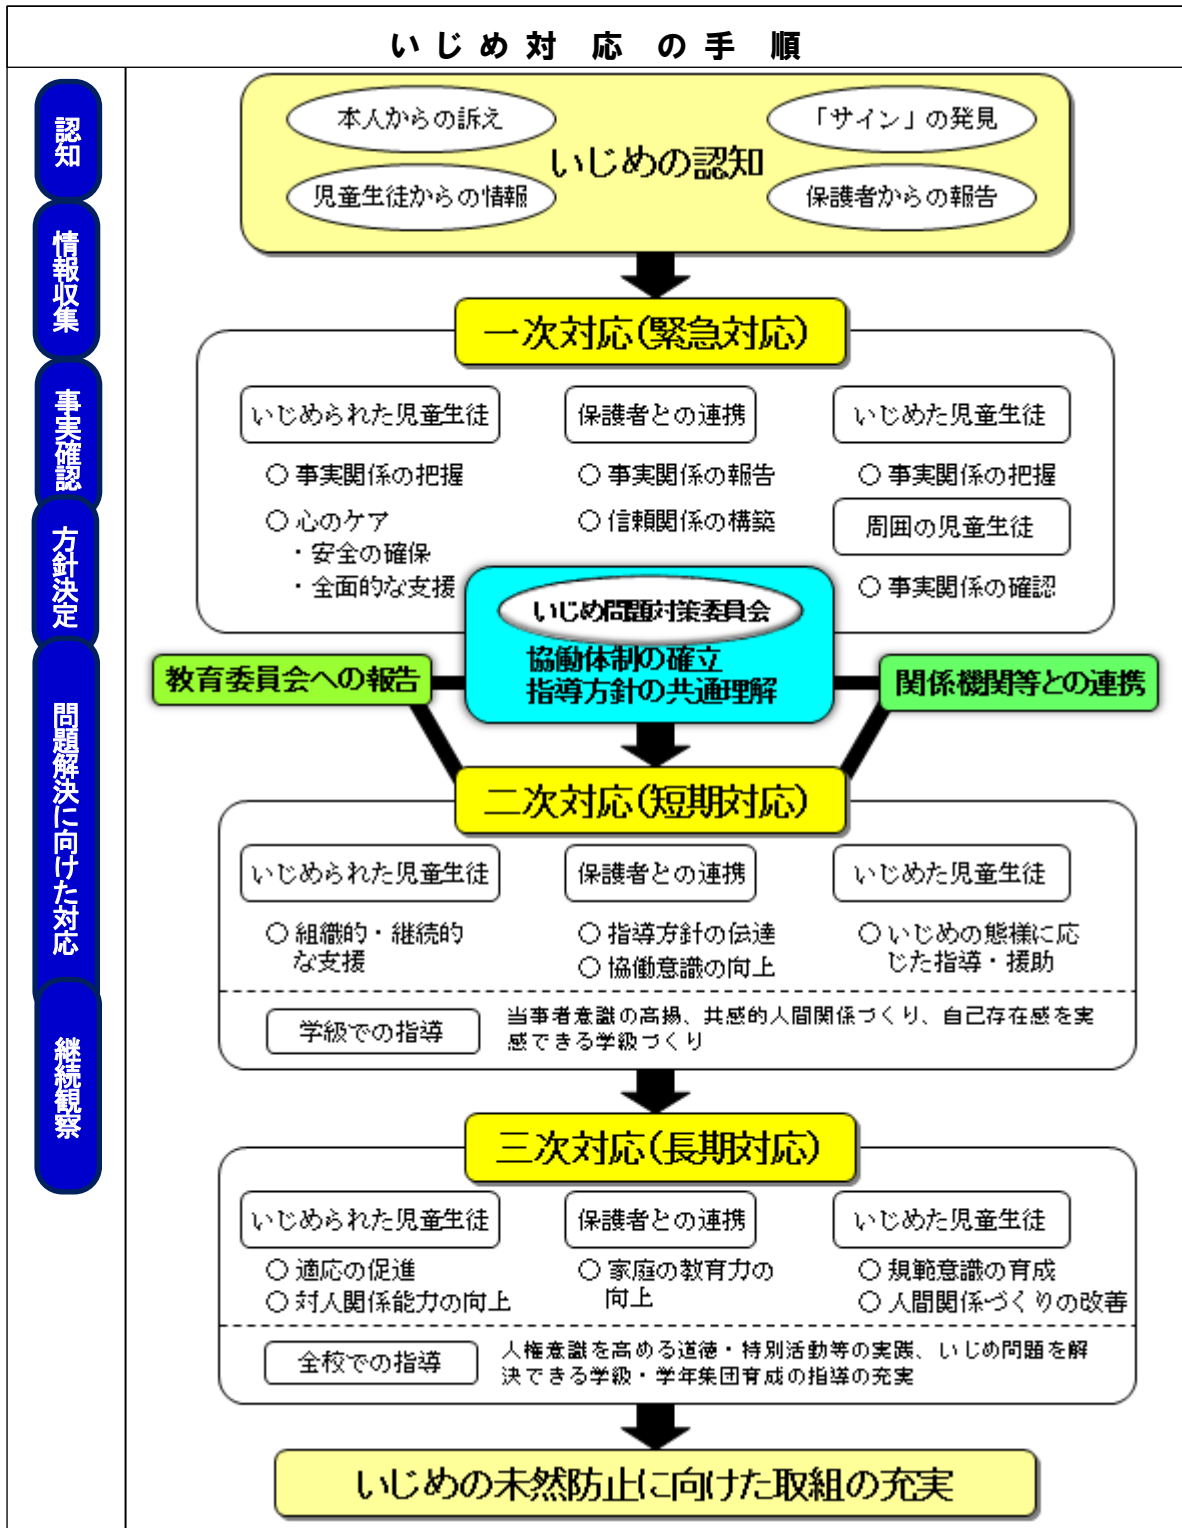 いじめ対応の手順
認知
情報収集
事実確認
方針決定
問題解決に向けた対応
継続観察
本人からの訴え
「サイン」の発見
いじめの認知
児童生徒からの情報
保護者からの報告
一次対応(緊急対応)
いじめられた児童生徒
○ 事実関係の把握
○ 心のケア
・安全の確保
・全面的な支援
保護者との連携
○ 事実関係の報告
○ 信頼関係の構築
いじめた児童生徒
○ 事実関係の把握
周囲の児童生徒
○ 事実関係の確認
いじめ問題対策委員会
協働体制の確立
指導方針の共通理解
教育委員会への報告
関係機関等との連携
二次対応(短期対応)
いじめられた児童生徒
○ 組織的・継続的
な支援
保護者との連携
○ 指導方針の伝達
○ 協働意識の向上
いじめた児童生徒
○ いじめの態様に応
じた指導・援助
学級での指導
当事者意識の高揚、共感的人間関係づくり、自己存在感を実
感できる学級づくり
三次対応(長期対応)
いじめられた児童生徒
○ 適応の促進
○ 対人関係能力の向上
保護者との連携
○ 家庭の教育力の
向上
いじめた児童生徒
○ 規範意識の育成
○ 人間関係づくりの改善
全校での指導
人権意識を高める道徳・特別活動等の実践、いじめ問題を解
決できる学級・学年集団育成の指導の充実
いじめの未然防止に向けた取組の充実